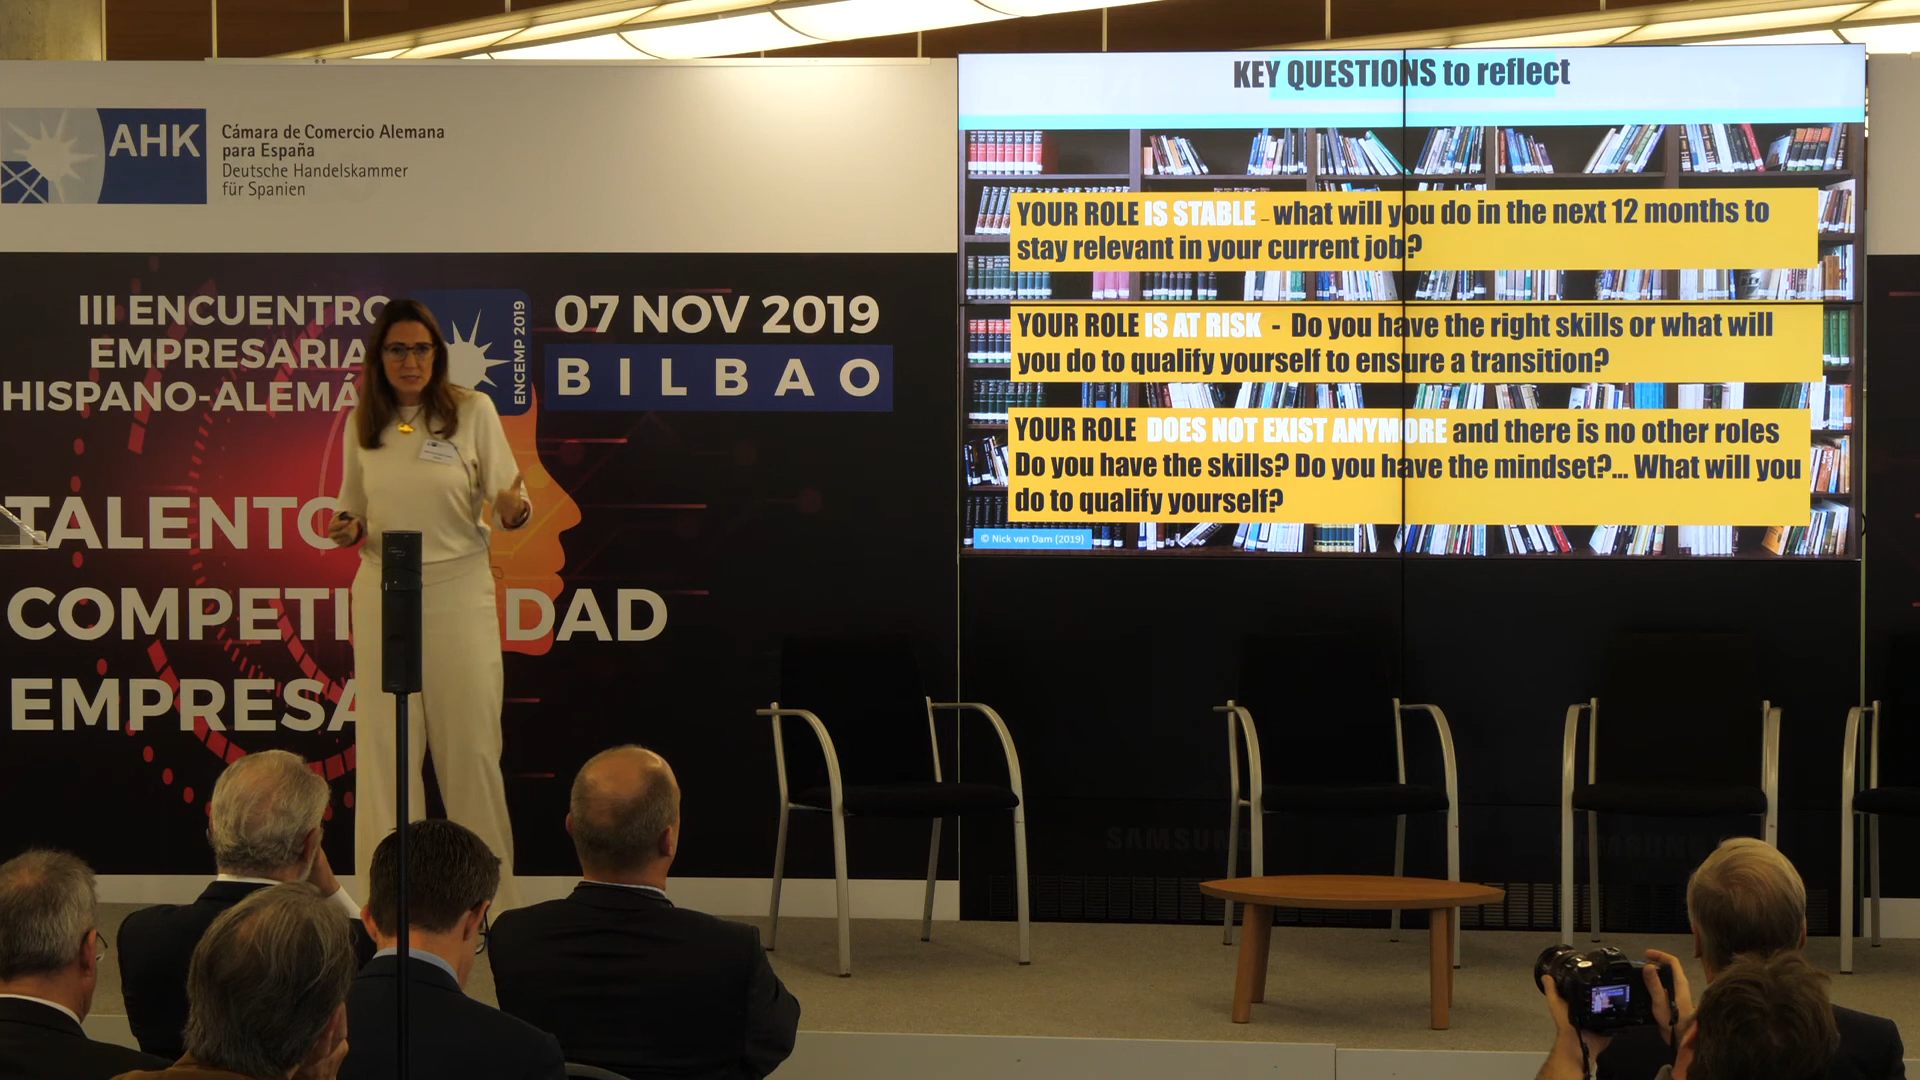 AHK
Cámara de Comercio Alemana
para España
Deutsche Handelskammer
für Spanien
III ENCUENTRO
EMPRESARIA
HISPANO-ALEMÁ
ENCEMP 2019
07 NOV 2019
BILBAO
TALENTO
COMPETI DAD
EMPRESA
KEY QUESTIONS to reflect
YOUR ROLE IS STABLE - what will you do in the next 12 months to
stay relevant in your current job?
YOUR ROLE IS AT RISK - Do you have the right skills or what will
you do to qualify yourself to ensure a transition?
YOUR ROLE DOES NOT EXIST ANYMORE and there is no other roles
Do you have the skills? Do you have the mindset?... What will you
do to qualify yourself?
© Nick van Dam (2019)
SAMSUNG
SAMSUNG